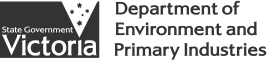 State Government
Victoria
Department of
Environment and
Primary Industries